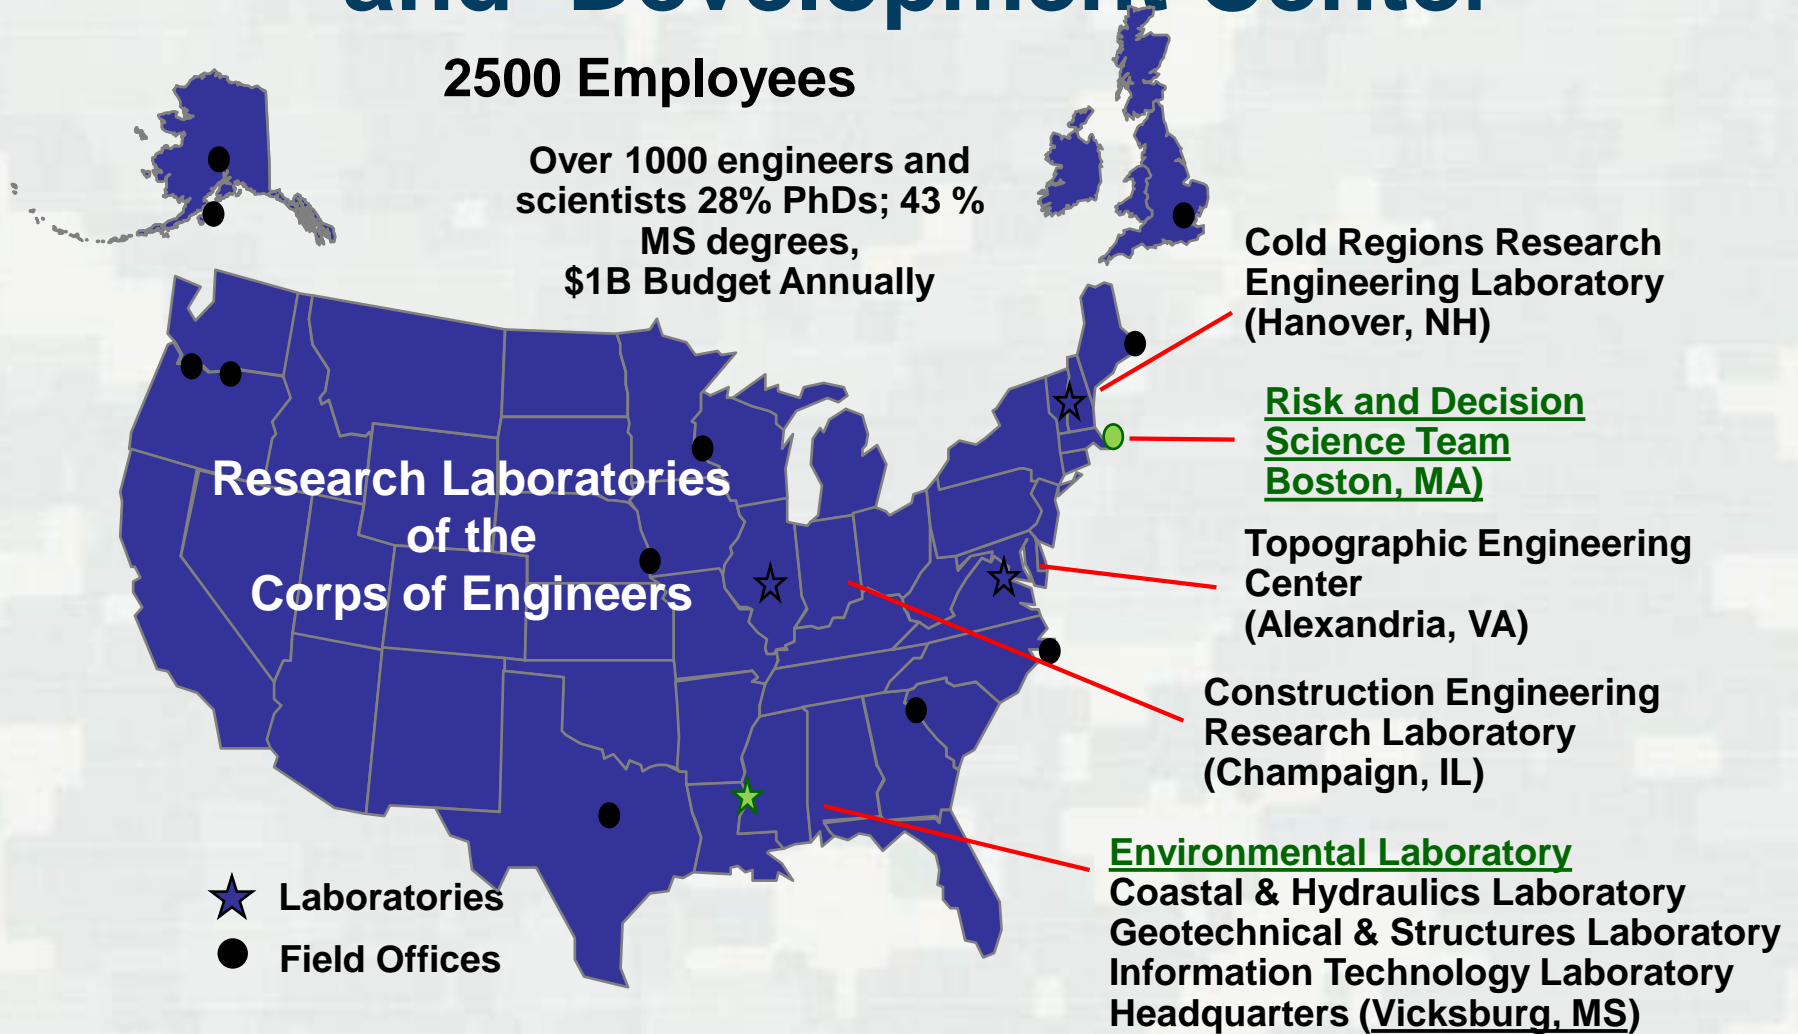 and Development Center
2500 Employees
Over 1000 engineers and
scientists 28% PhDs; 43 %
MS degrees,
$1B Budget Annually
Cold Regions Research
Engineering Laboratory
(Hanover, NH)
Risk and Decision
Science Team
Boston, MA)
Research Laboratories
of the
Corps of Engineers
Topographic Engineering
Center
(Alexandria, VA)
Construction Engineering
Research Laboratory
(Champaign, IL)
Environmental Laboratory
Coastal & Hydraulics Laboratory
Geotechnical & Structures Laboratory
Information Technology Laboratory
Headquarters (Vicksburg, MS)
Laboratories
Field Offices